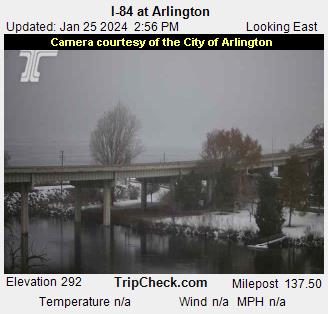 I-84 at Arlington
Updated: Jan 25 2024 2:56 PM Looking East
Camera courtesy of the City of Arlington
Elevation 292 TripCheck.com Milepost 137.50
Temperature n/a Wind n/a MPH n/a